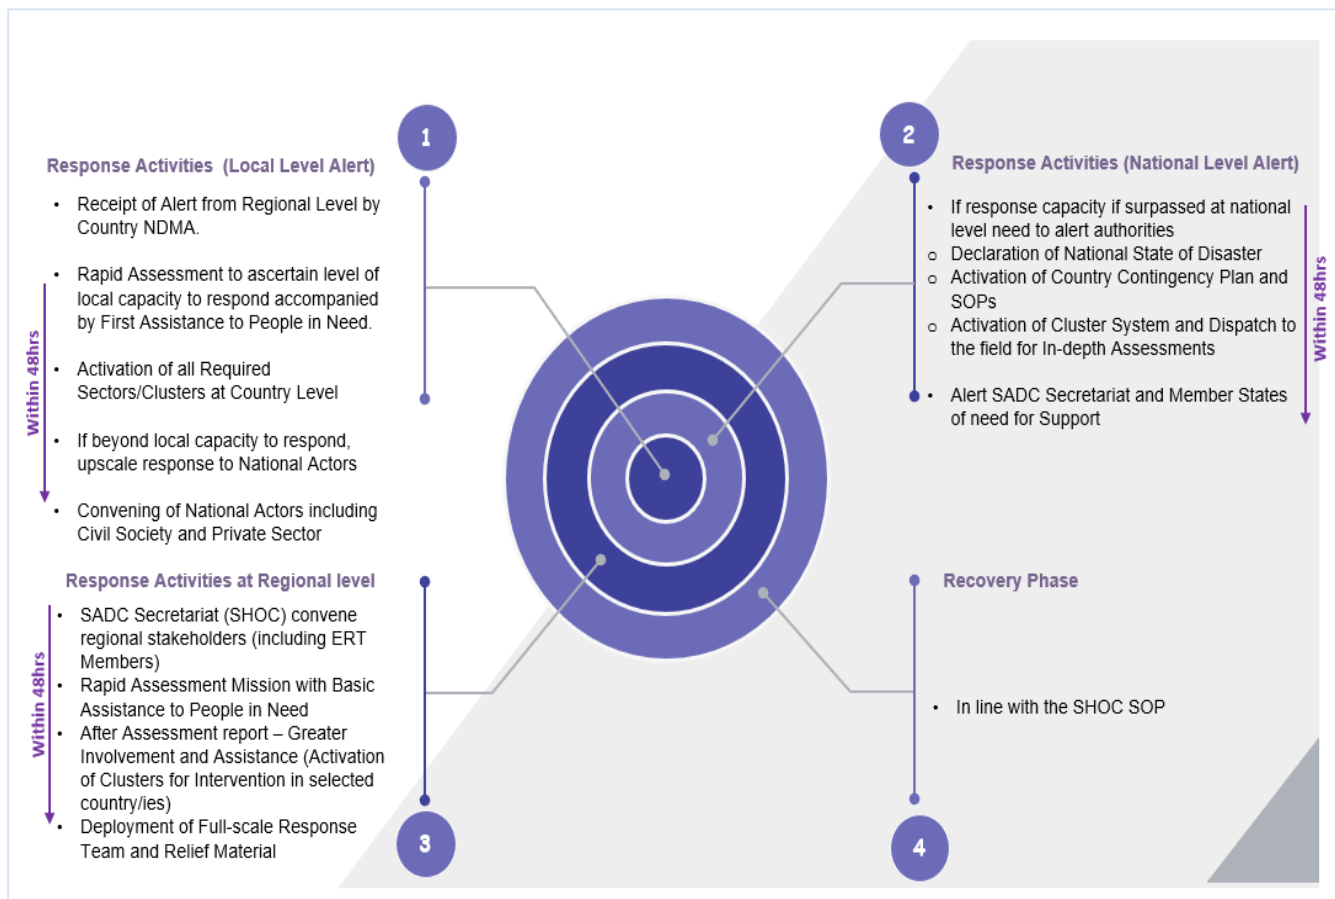 1
Response Activities (Local Level Alert)
• Receipt of Alert from Regional Level by
Country NDMA.
• Rapid Assessment to ascertain level of
local capacity to respond accompanied
by First Assistance to People in Need.
• Activation of all Required
Sectors/Clusters at Country Level
• If beyond local capacity to respond,
upscale response to National Actors
• Convening of National Actors including
Civil Society and Private Sector
Within 48hrs
2
Response Activities (National Level Alert)
• If response capacity if surpassed at national
level need to alert authorities
o Declaration of National State of Disaster
o Activation of Country Contingency Plan and
SOPs
o Activation of Cluster System and Dispatch to
the field for In-depth Assessments
• Alert SADC Secretariat and Member States
of need for Support
Within 48hrs
Response Activities at Regional level
• SADC Secretariat (SHOC) convene
regional stakeholders (including ERT
Members)
• Rapid Assessment Mission with Basic
Assistance to People in Need
• After Assessment report – Greater
Involvement and Assistance (Activation
of Clusters for Intervention in selected
country/ies)
• Deployment of Full-scale Response
Team and Relief Material
Within 48hrs
3
Recovery Phase
• In line with the SHOC SOP
4